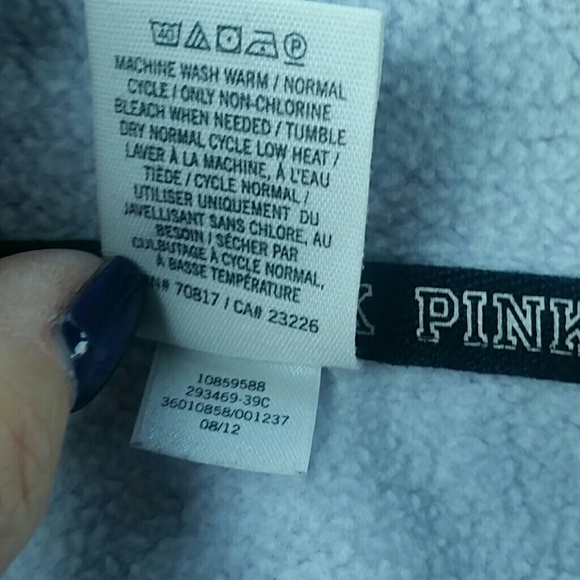 40 P
MACHINE WASH WARM / NORMAL
CYCLE / ONLY NON-CHLORINE
BLEACH WHEN NEEDED / TUMBLE
DRY NORMAL CYCLE LOW HEAT /
LAVER À LA MACHINE, À L'EAU
TIÈDE / CYCLE NORMAL /
UTILISER UNIQUEMENT DU
JAVELLISANT SANS CHLORE, AU
BESOIN / SÉCHER PAR
CULBUTAGE À CYCLE NORMAL,
À BASSE TEMPÉRATURE
70817 / CA# 23226
PINK
10859588
293469-39C
36010858/001237
08/12